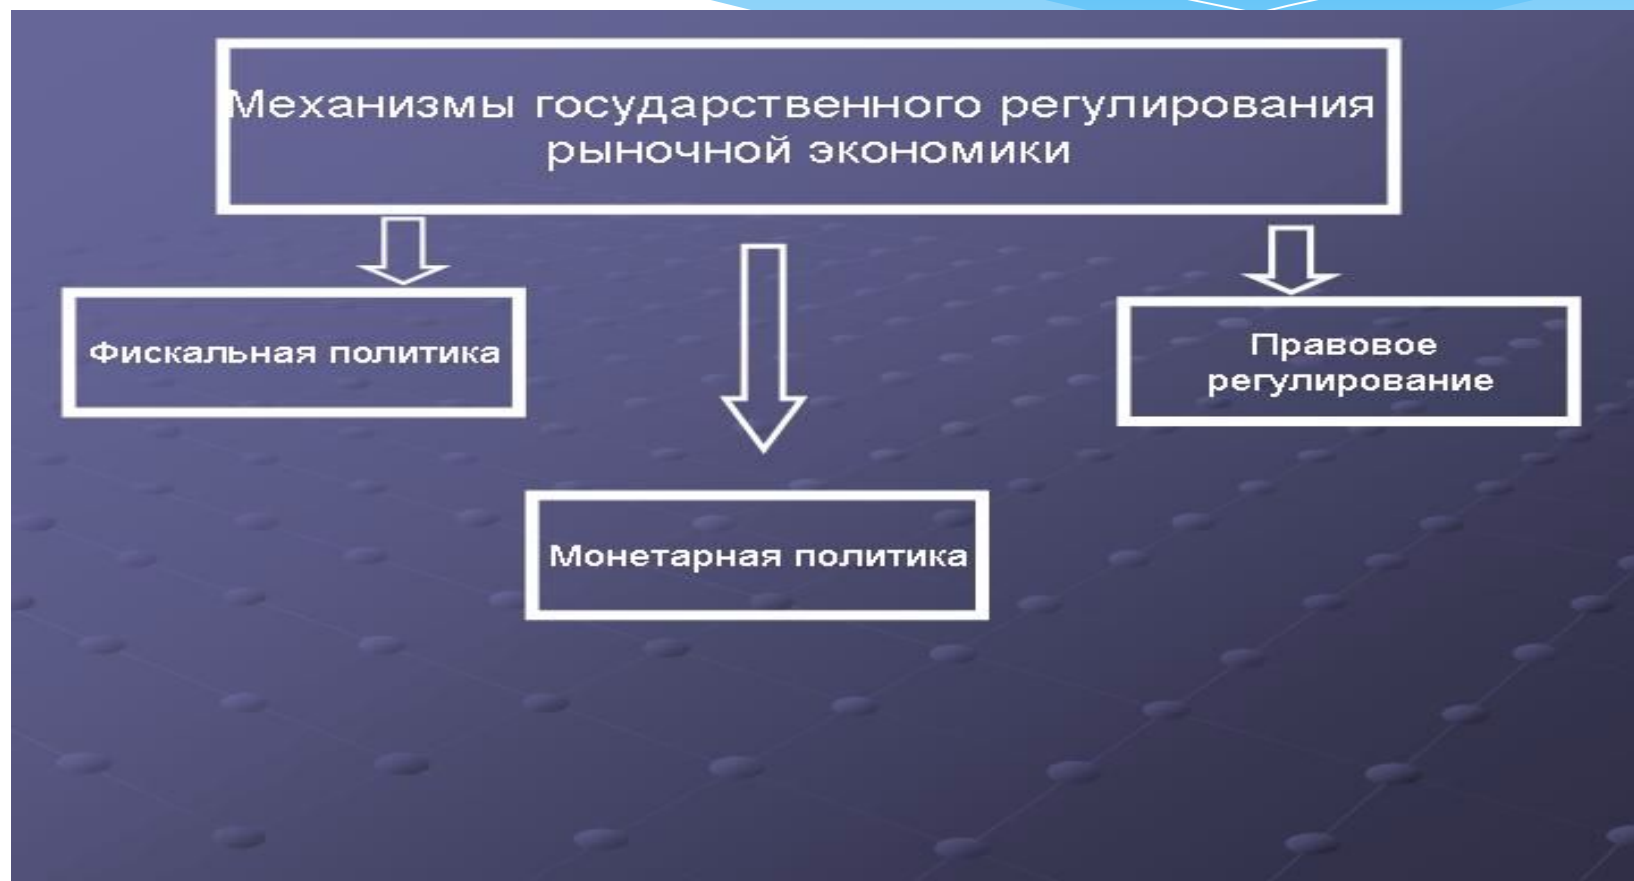 Механизмы государственного регулирования
рыночной экономики
Фискальная политика
Правовое
регулирование
Монетарная политика